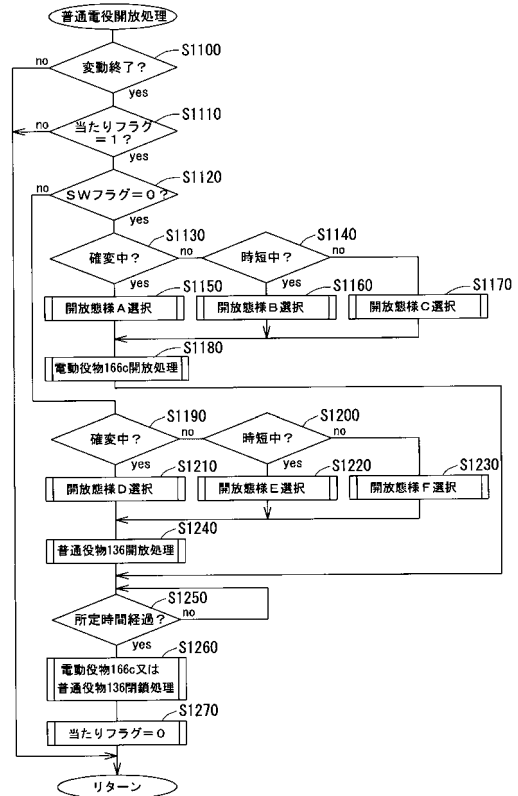 普通電役開放処理
S1100
変動終了?
no
yes
S1110
当たりフラグ
=1?
no
yes
S1120
SWフラグ=0?
no
yes
S1130
確変中?
no
yes
S1140
時短中?
no
yes
S1150
開放態様A選択
S1160
開放態様B選択
S1170
開放態様C選択
S1180
電動役物166c開放処理
S1190
確変中?
no
yes
S1200
時短中?
no
yes
S1210
開放態様D選択
S1220
開放態様E選択
S1230
開放態様F選択
S1240
普通役物136開放処理
S1250
所定時間経過?
no
yes
S1260
電動役物166c又は
普通役物136閉鎖処理
S1270
当たりフラグ=0
リターン